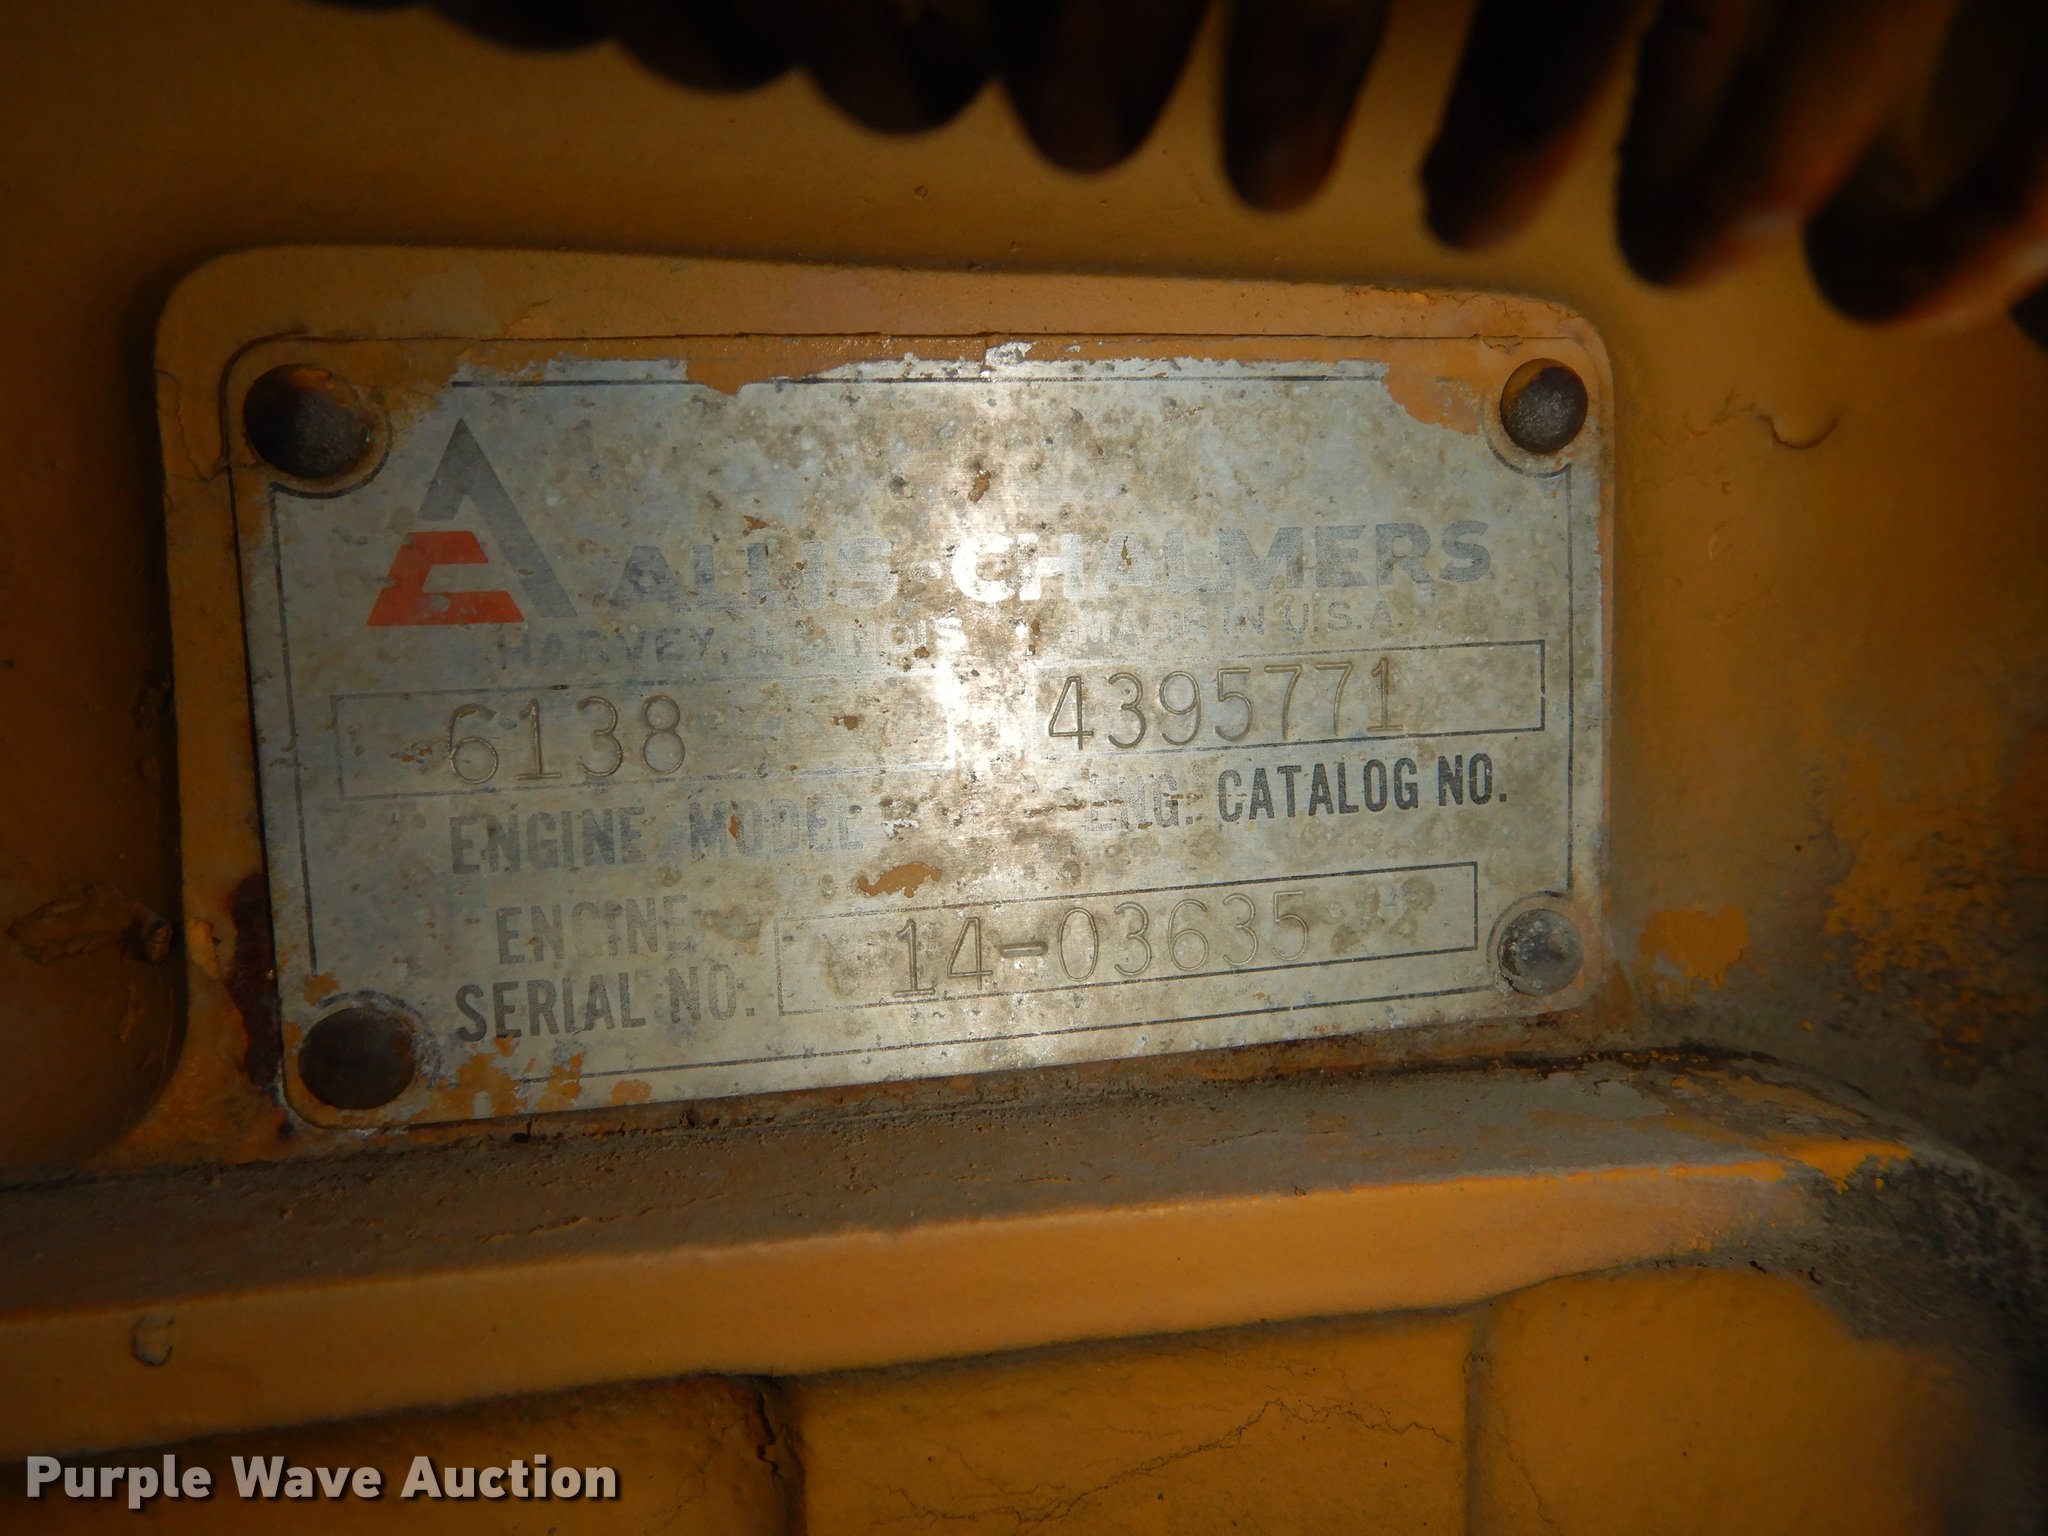 ALLIS-CHALMERS
HARVEY, ILLINOIS MADE IN U.S.A.
6138 4395771
ENGINE MODEL ENG. CATALOG NO.
ENGINE
SERIAL NO. 14-03635
Purple Wave Auction